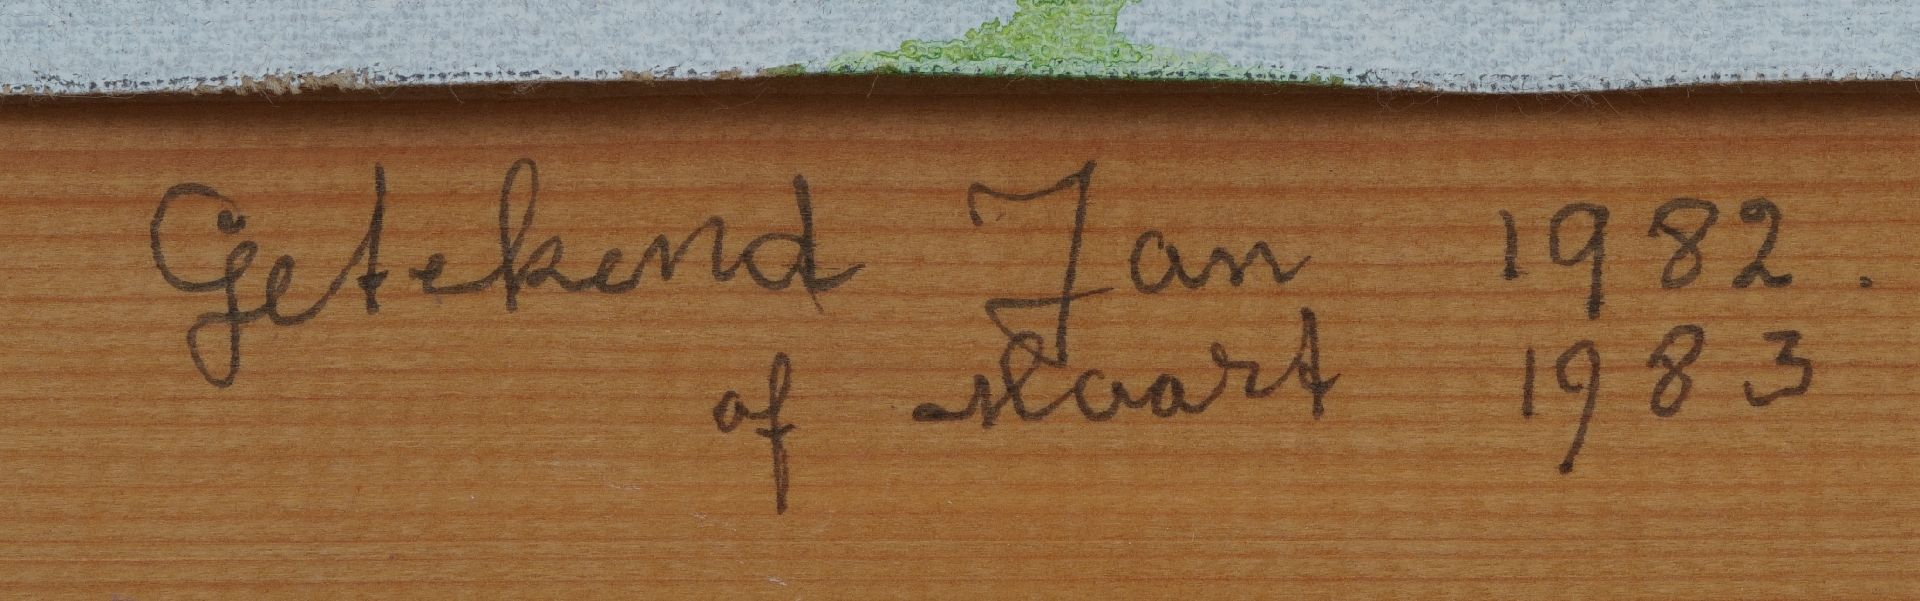 Getekend Jan 1982.
of Maart 1983